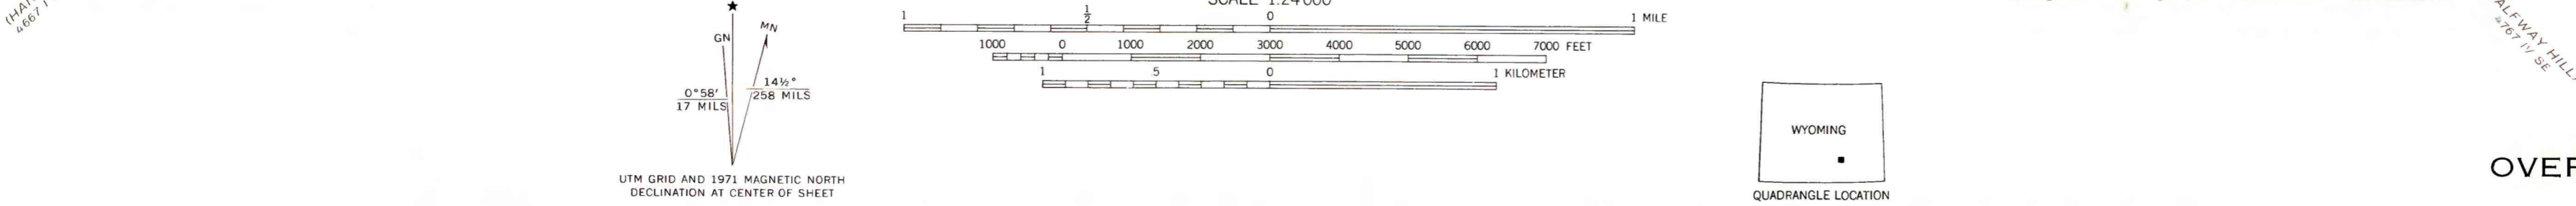 (HA
4667 I
★
GN
MN
0°58′
17 MILS
14½°
258 MILS
UTM GRID AND 1971 MAGNETIC NORTH
DECLINATION AT CENTER OF SHEET
SCALE 1:24 000
1 ½ 0 1 MILE
1000 0 1000 2000 3000 4000 5000 6000 7000 FEET
1 .5 0 1 KILOMETER
WYOMING
QUADRANGLE LOCATION
ALFWAY HILL
4767 IV SE
OVER